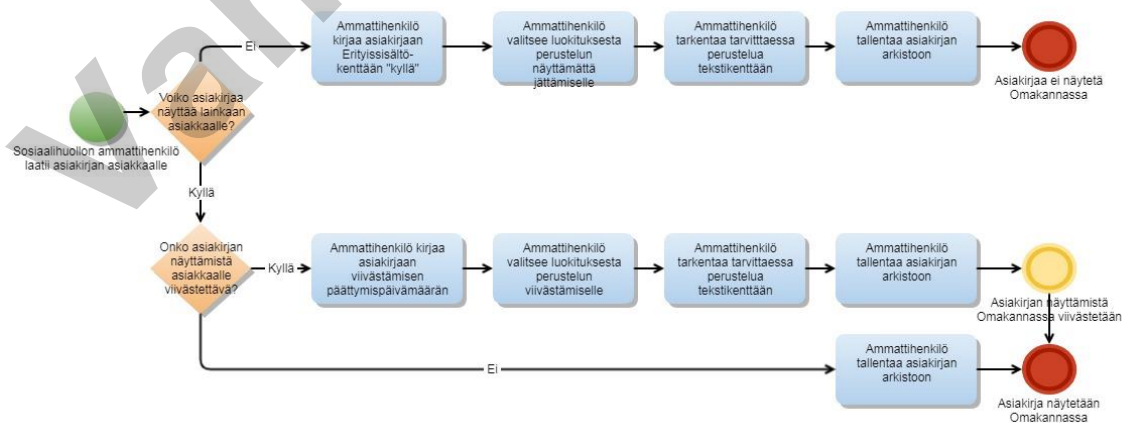 Ei
Ammattihenkilö
kirjaa asiakirjaan
Erityissisältö-
kenttään "kyllä"
Ammattihenkilö
valitsee luokituksesta
perustelun
näyttämättä
jättämiselle
Ammattihenkilö
tarkentaa tarvitttaessa
perustelua
tekstikenttään
Ammattihenkilö
tallentaa asiakirjan
arkistoon
Asiakirjaa ei näytetä
Omakannassa
Voiko asiakirjaa
näyttää lainkaan
asiakkaalle?
Sosiaalihuollon ammattihenkilö
laatii asiakirjan asiakkaalle
Kyllä
Onko asiakirjan
näyttämistä
asiakkaalle
viivästettävä?
Kyllä
Ammattihenkilö kirjaa
asiakirjaan
viivästämisen
päättymispäivämäärän
Ammattihenkilö
valitsee luokituksesta
perustelun
viivästämiselle
Ammattihenkilö
tarkentaa tarvittaessa
perustelua
tekstikenttään
Ammattihenkilö
tallentaa asiakirjan
arkistoon
Asiakirjan näyttämistä
Omakannassa viivästetään
Ei
Ammattihenkilö
tallentaa asiakirjan
arkistoon
Asiakirja näytetään
Omakannassa